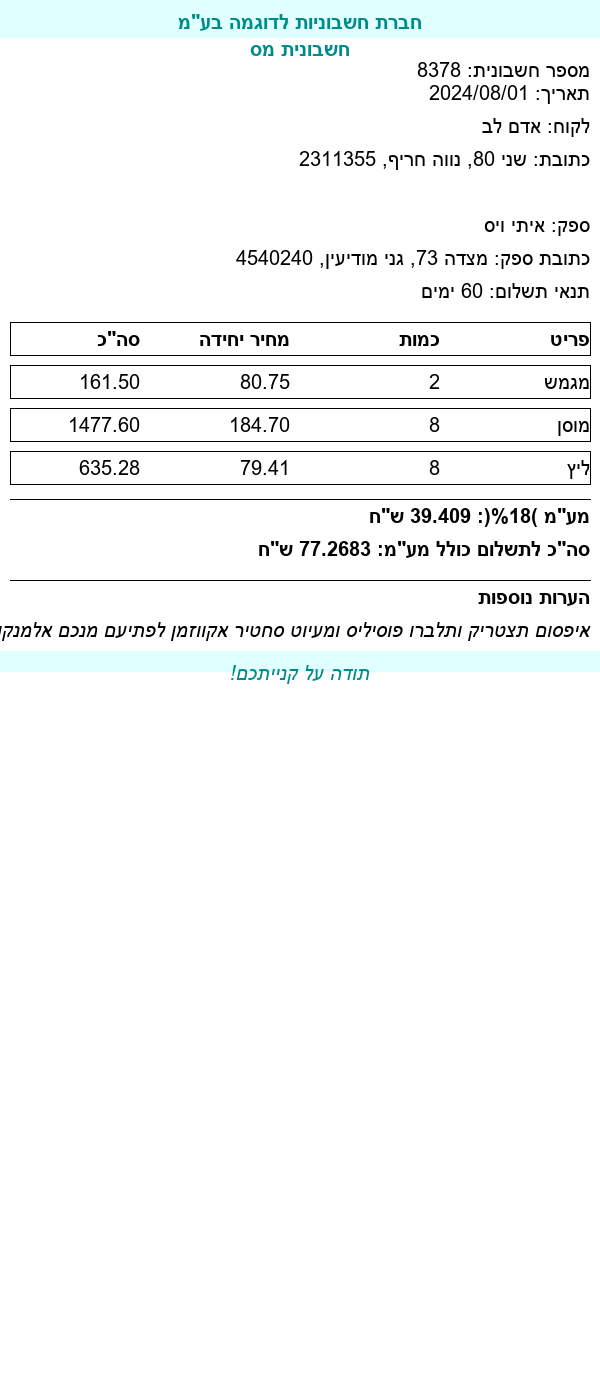 חברת חשבוניות לדוגמה בע"מ
חשבונית מס
מספר חשבונית: 8378
תאריך: 2024/08/01
לקוח: אדם לב
כתובת: שני 80, נווה חריף, 2311355
ספק: איתי ויס
כתובת ספק: מצדה 73, גני מודיעין, 4540240
תנאי תשלום: 60 ימים
פריט כמות מחיר יחידה סה"כ
מגמש 2 80.75 161.50
מוסן 8 184.70 1477.60
ליץ 8 79.41 635.28
מע"מ )18%(: 39.409 ש"ח
סה"כ לתשלום כולל מע"מ: 77.2683 ש"ח
הערות נוספות
איפסום תצטריק ותלברו פוסיליס ומעיוט סחטיר אקווזמן לפתיעם מנכם אלמנקו
תודה על קנייתכם!